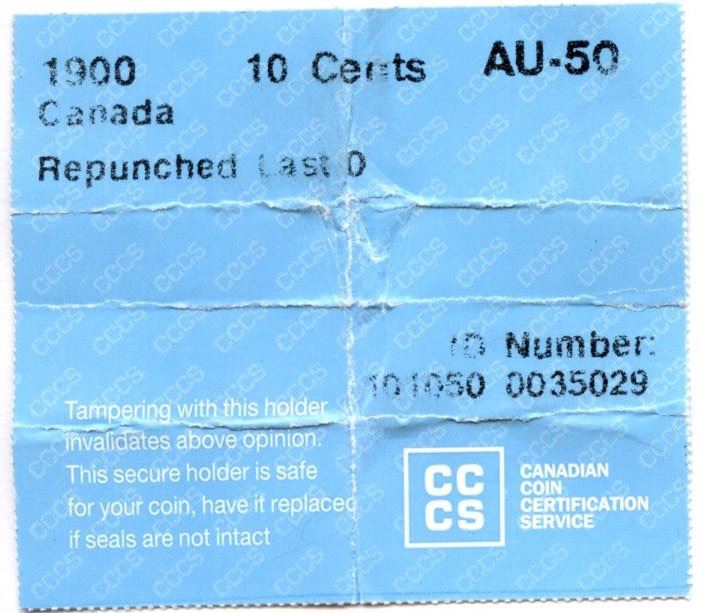 1900 10 Cents AU-50
Canada
Repunched Last 0
ID Number:
101050 0035029
Tampering with this holder
invalidates above opinion.
This secure holder is safe
for your coin, have it replaced
if seals are not intact
CC
CS
CANADIAN
COIN
CERTIFICATION
SERVICE